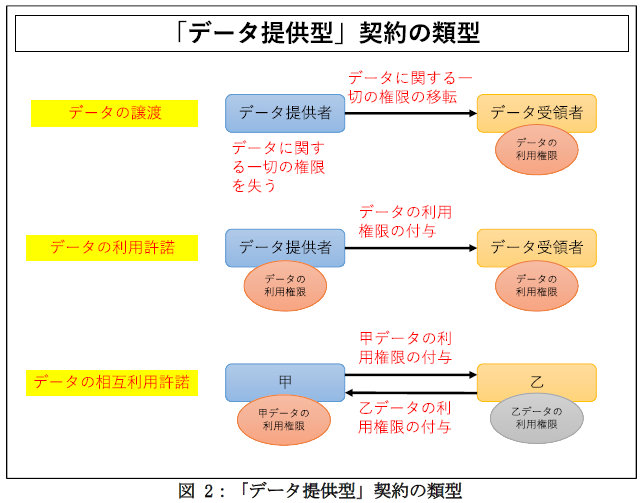 「データ提供型」契約の類型
データの譲渡
データ提供者
データに関する一
切の権限の移転
データ受領者
データの
利用権限
データに関す
る一切の権限
を失う
データの利用許諾
データ提供者
データの
利用権限
データの利用
権限の付与
データ受領者
データの
利用権限
データの相互利用許諾
甲
甲データの
利用権限
甲データの利
用権限の付与
乙データの利
用権限の付与
乙
乙データの
利用権限
図 2：「データ提供型」契約の類型